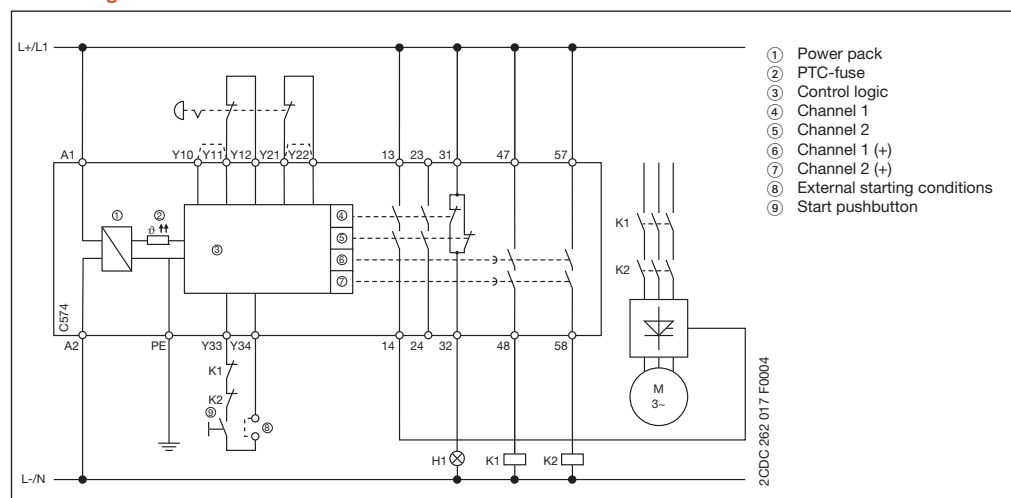 L+/L1
A1 Y10 Y11 Y12 Y21 Y22 13 23 31 47 57
① ② ③ ④ ⑤ ⑥ ⑦
ϑ
C574
A2 PE Y33 Y34 14 24 32 48 58
K1
K2
⑨ ⑧
H1 K1 K2
L-/N
K1
K2
M
3~
2CDC 262 017 F0004
① Power pack
② PTC-fuse
③ Control logic
④ Channel 1
⑤ Channel 2
⑥ Channel 1 (+)
⑦ Channel 2 (+)
⑧ External starting conditions
⑨ Start pushbutton